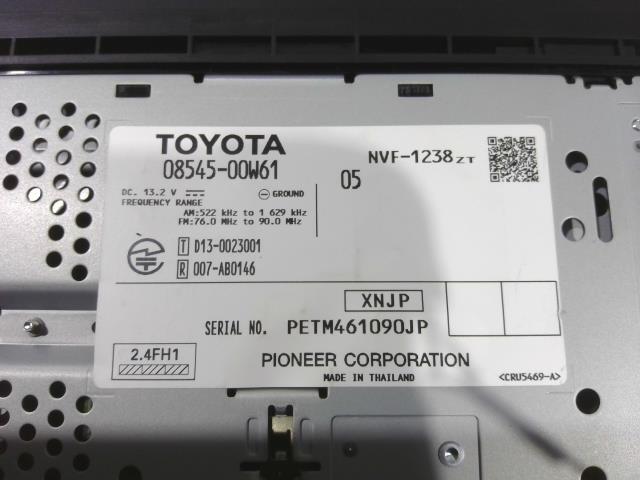 TOYOTA
08545-00W61
05
NVF-1238 ZT
DC. 13.2 V
GROUND
FREQUENCY RANGE
AM:522 kHz to 1 629 kHz
FM:76.0 MHz to 90.0 MHz
T D13-0023001
R 007-AB0146
XNJP
SERIAL NO. PETM461090JP
2.4FH1
PIONEER CORPORATION
MADE IN THAILAND
<CRU5469-A>